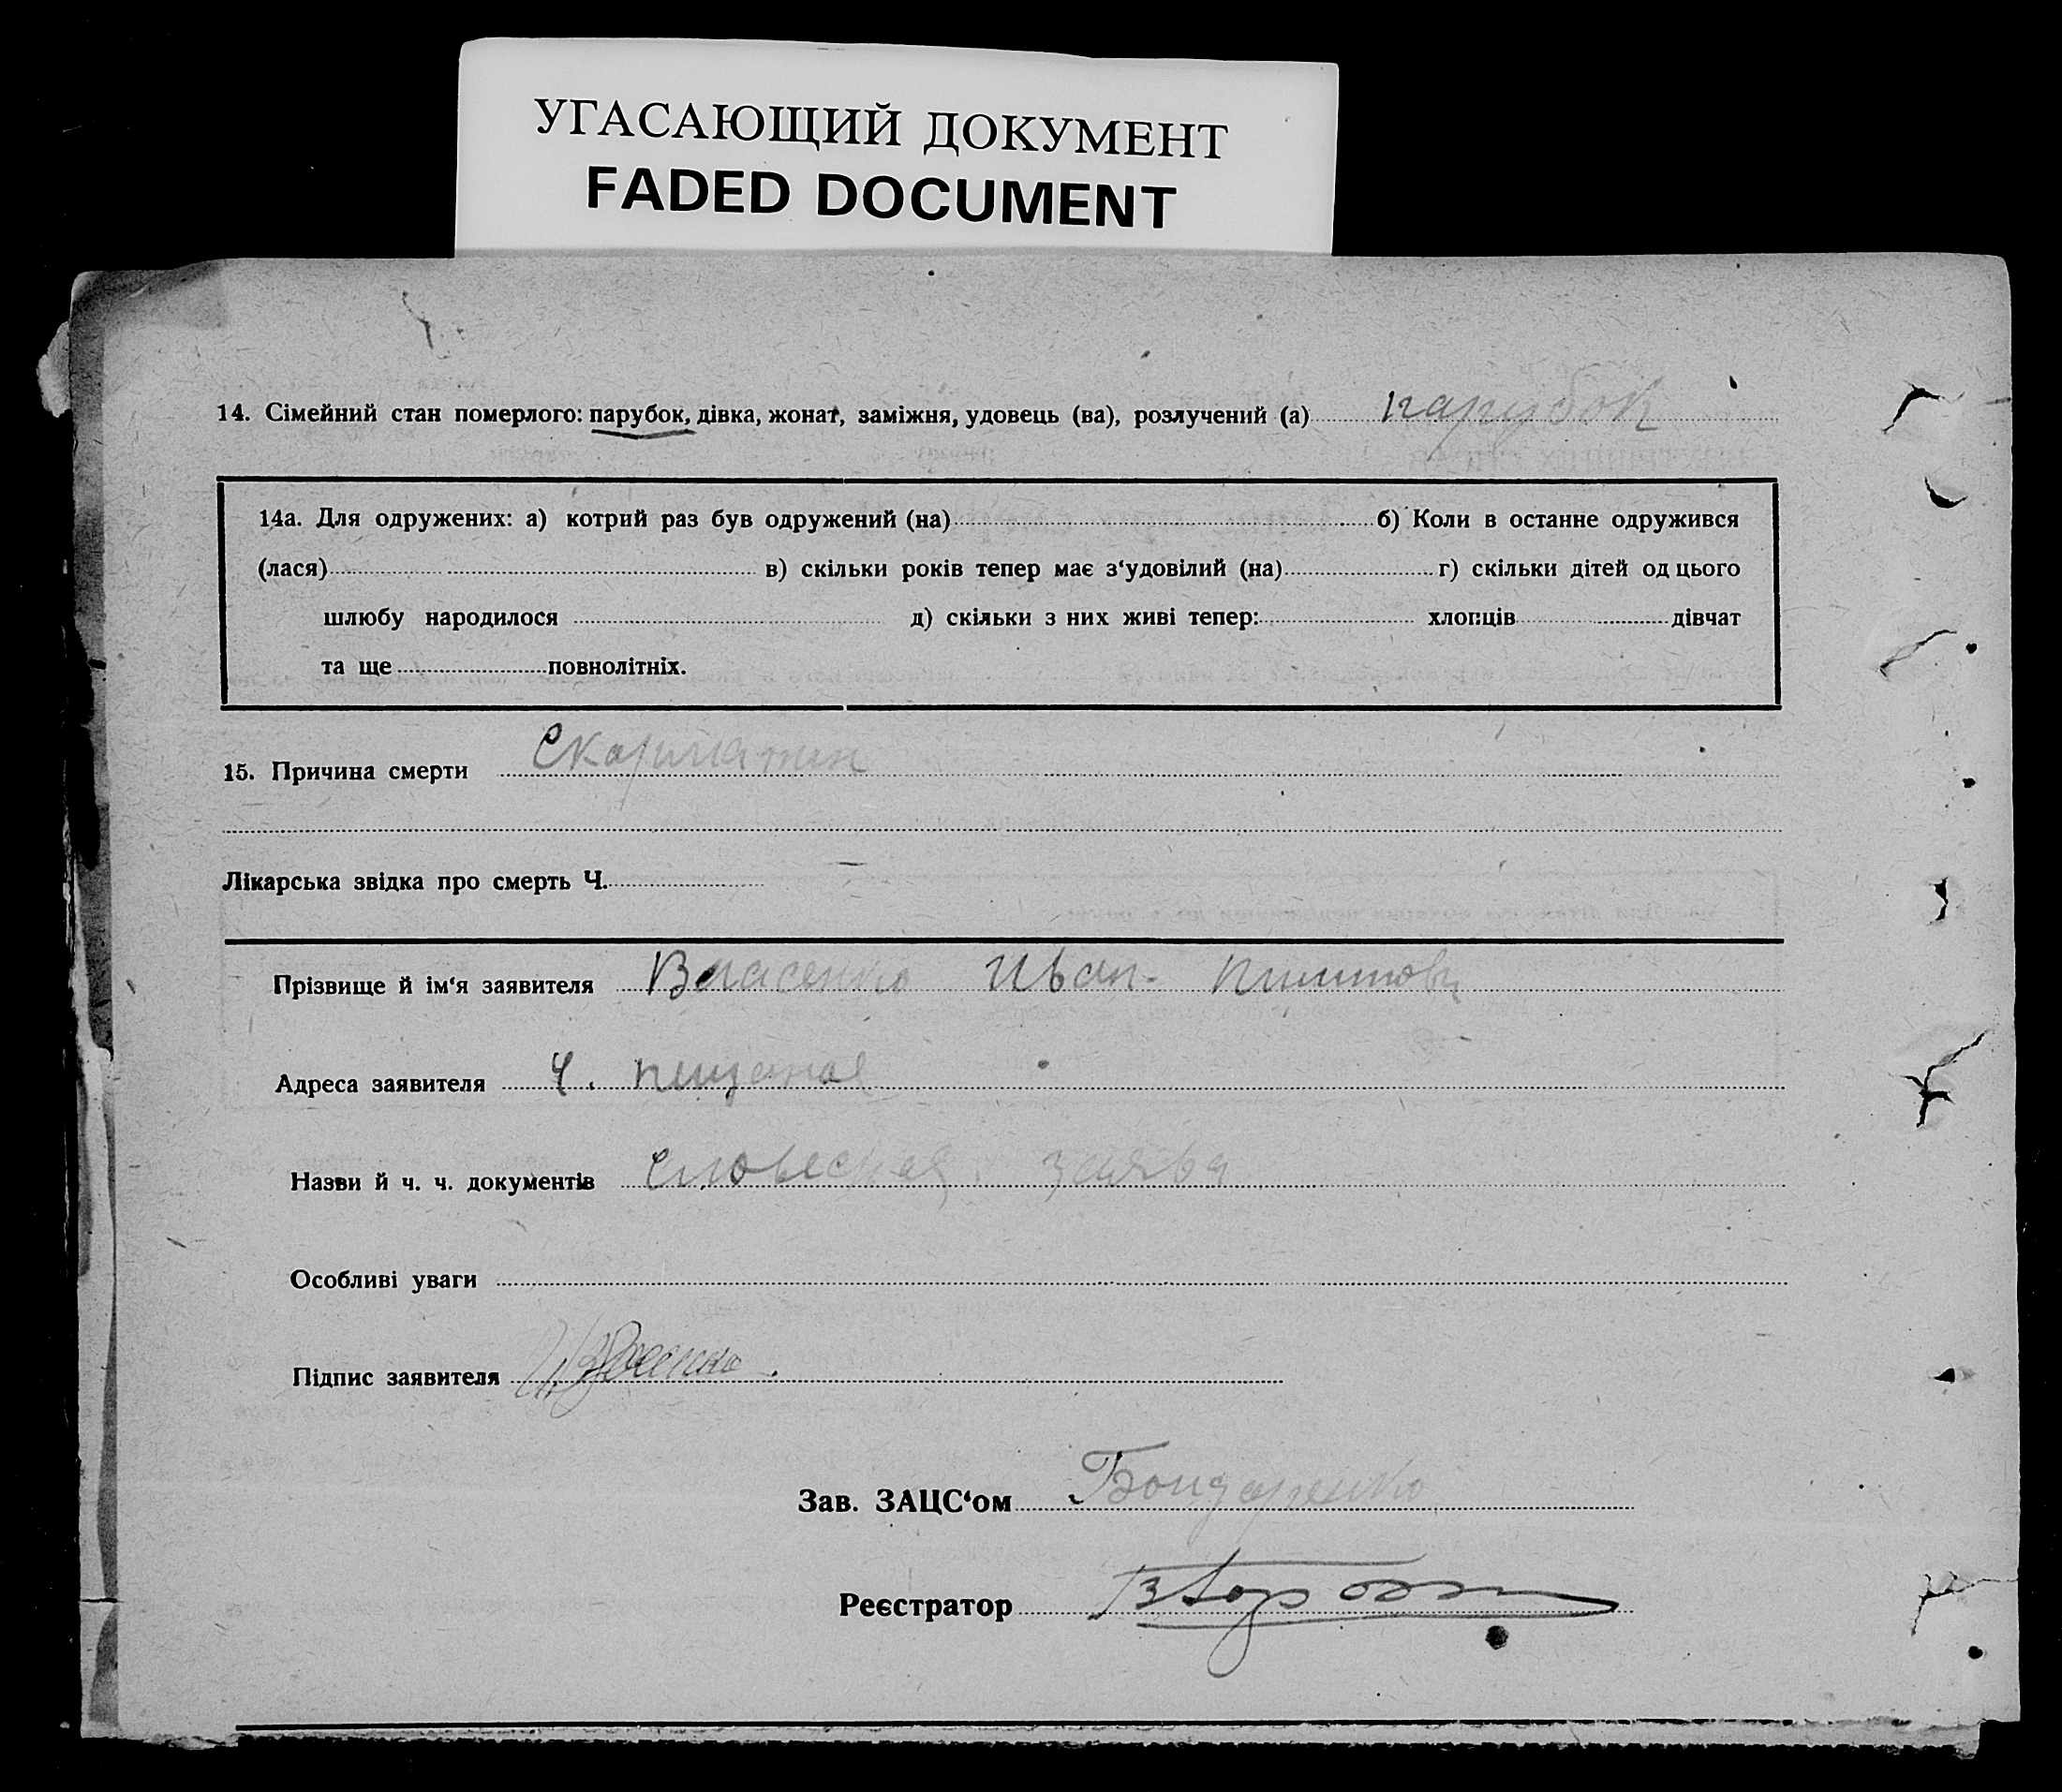 УГАСАЮЩИЙ ДОКУМЕНТ
FADED DOCUMENT
14. Сімейний стан померлого: парубок, дівка, жонат, заміжня, удовець (ва), розлучений (а) парубок
14а. Для одружених: а) котрий раз був одружений (на) б) Коли в останне одружився
(лася) в) скільки років тепер має з‘удовілий (на) г) скільки дітей од цього
шлюбу народилося д) скільки з них живі тепер: хлопців дівчат
та ще повнолітніх.
15. Причина смерти Скарлатин
Лікарська звідка про смерть Ч.
Прізвище й ім‘я заявителя Власенко Иван
Адреса заявителя
Назви й ч. ч. документів Словесная заява
Особливі уваги
Підпис заявителя
Зав. ЗАЦС‘ом Бондаренко
Реєстратор